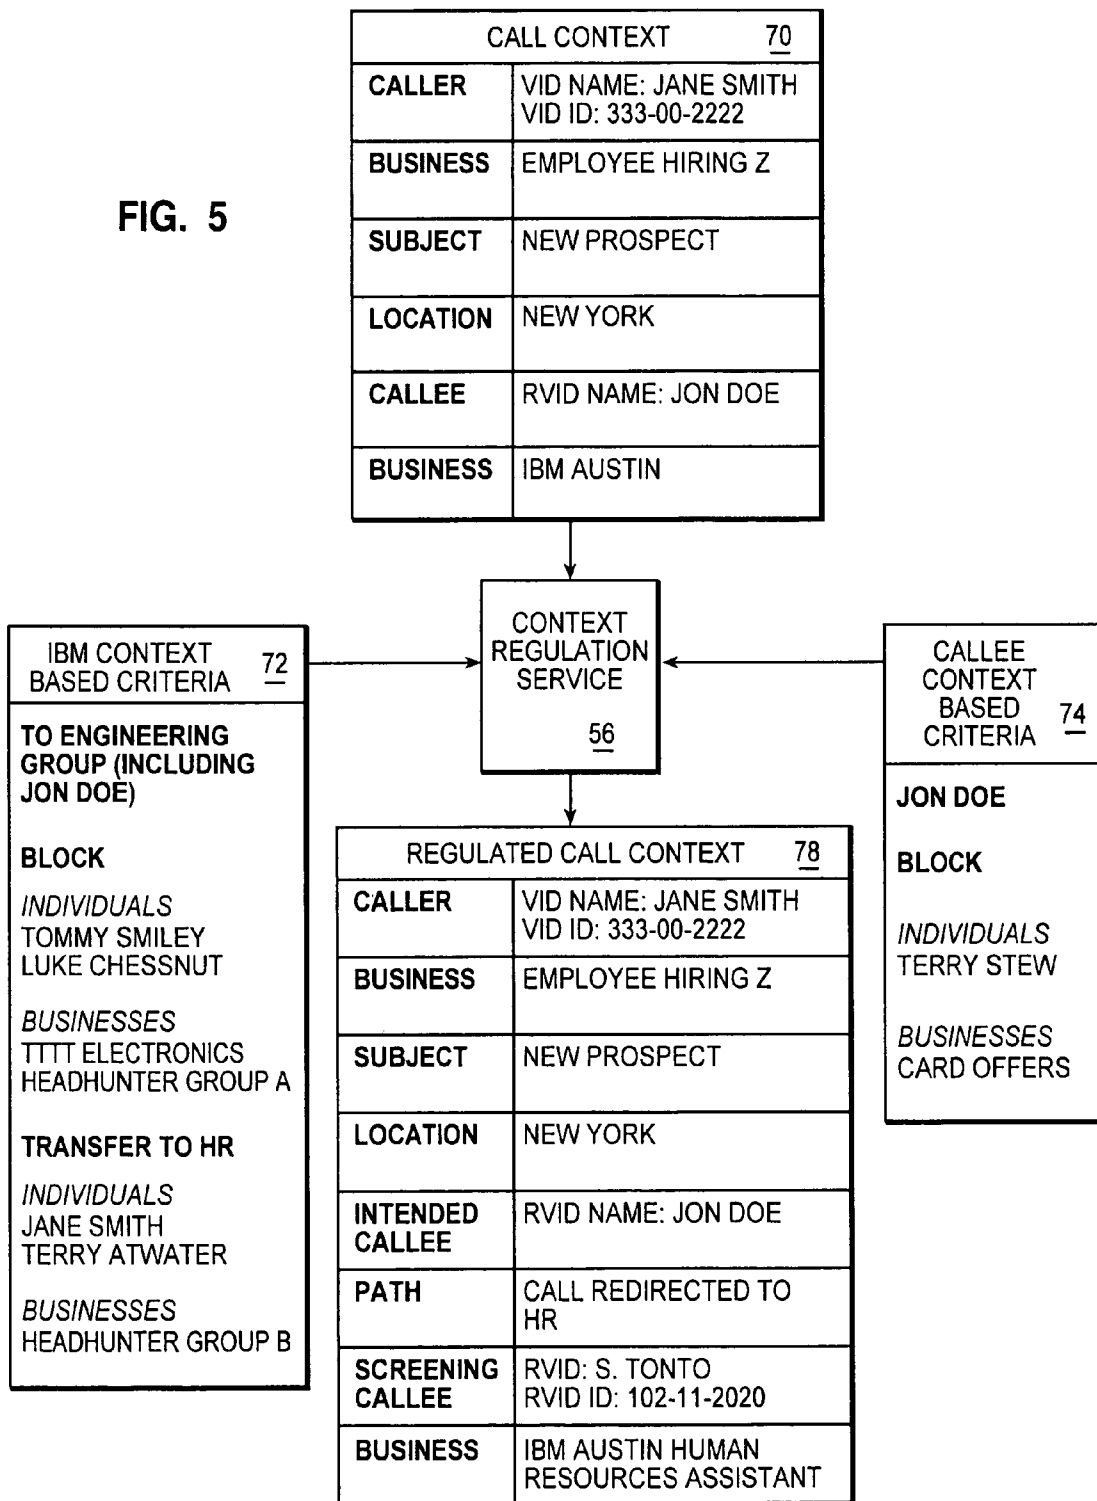 FIG. 5
CALL CONTEXT 70
CALLER VID NAME: JANE SMITH
VID ID: 333-00-2222
BUSINESS EMPLOYEE HIRING Z
SUBJECT NEW PROSPECT
LOCATION NEW YORK
CALLEE RVID NAME: JON DOE
BUSINESS IBM AUSTIN
CONTEXT
REGULATION
SERVICE
56
IBM CONTEXT
BASED CRITERIA 72
TO ENGINEERING
GROUP (INCLUDING
JON DOE)
BLOCK
INDIVIDUALS
TOMMY SMILEY
LUKE CHESSNUT
BUSINESSES
TTTT ELECTRONICS
HEADHUNTER GROUP A
TRANSFER TO HR
INDIVIDUALS
JANE SMITH
TERRY ATWATER
BUSINESSES
HEADHUNTER GROUP B
CALLEE
CONTEXT
BASED 74
CRITERIA
JON DOE
BLOCK
INDIVIDUALS
TERRY STEW
BUSINESSES
CARD OFFERS
REGULATED CALL CONTEXT 78
CALLER VID NAME: JANE SMITH
VID ID: 333-00-2222
BUSINESS EMPLOYEE HIRING Z
SUBJECT NEW PROSPECT
LOCATION NEW YORK
INTENDED RVID NAME: JON DOE
CALLEE
PATH CALL REDIRECTED TO
HR
SCREENING RVID: S. TONTO
CALLEE RVID ID: 102-11-2020
BUSINESS IBM AUSTIN HUMAN
RESOURCES ASSISTANT